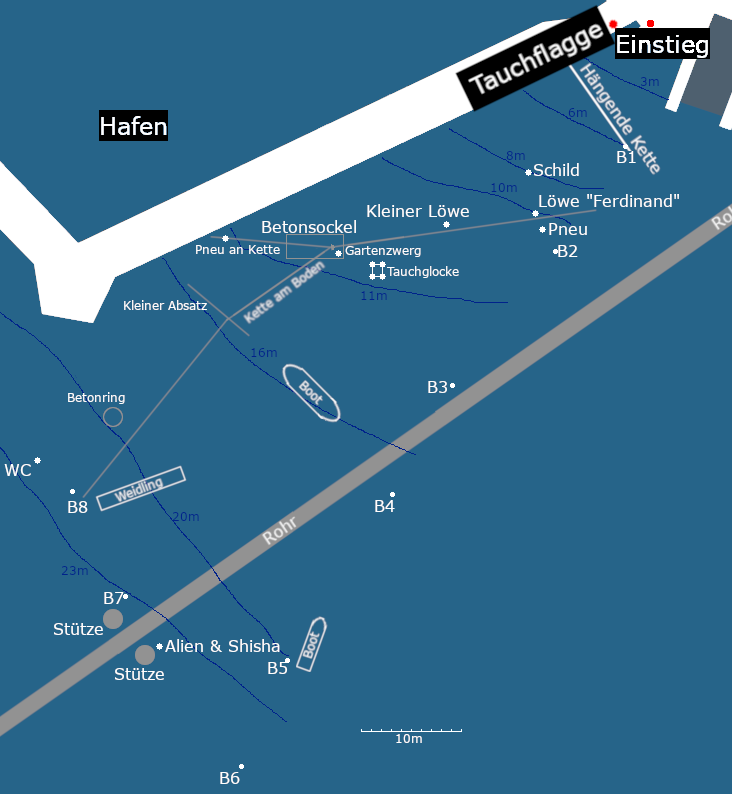 Tauchflagge
Einstieg
Hängende Kette
3m
6m
Hafen
B1
8m
Schild
10m
Löwe "Ferdinand"
Kleiner Löwe
Betonsockel
Pneu
Pneu an Kette
Gartenzwerg
B2
Tauchglocke
Kette am Boden
11m
Kleiner Absatz
16m
Boot
B3
Betonring
WC
Weidling
B8
B4
20m
Rohr
23m
B7
Stütze
Boot
Alien & Shisha
B5
Stütze
10m
B6